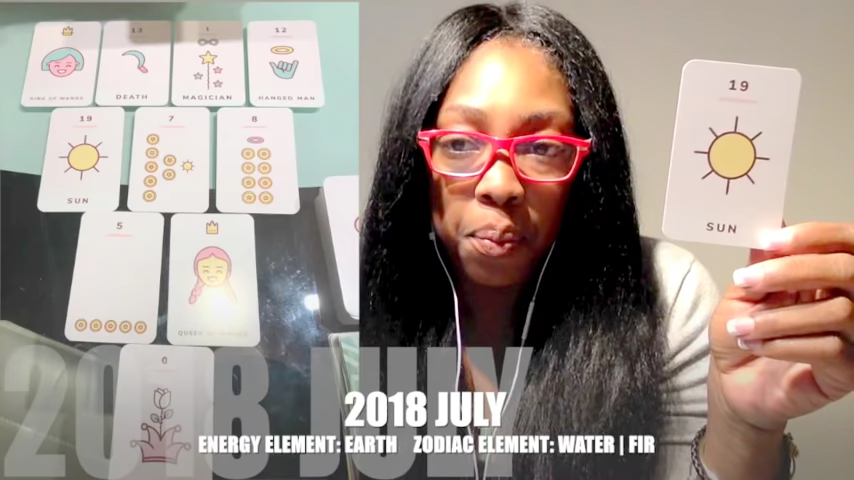 KING OF WANDS
13
DEATH
1
MAGICIAN
12
HANGED MAN
19
SUN
7
8
5
QUEEN OF
0
19
SUN
2018 JULY
2018 JULY
ENERGY ELEMENT: EARTH ZODIAC ELEMENT: WATER | FIR